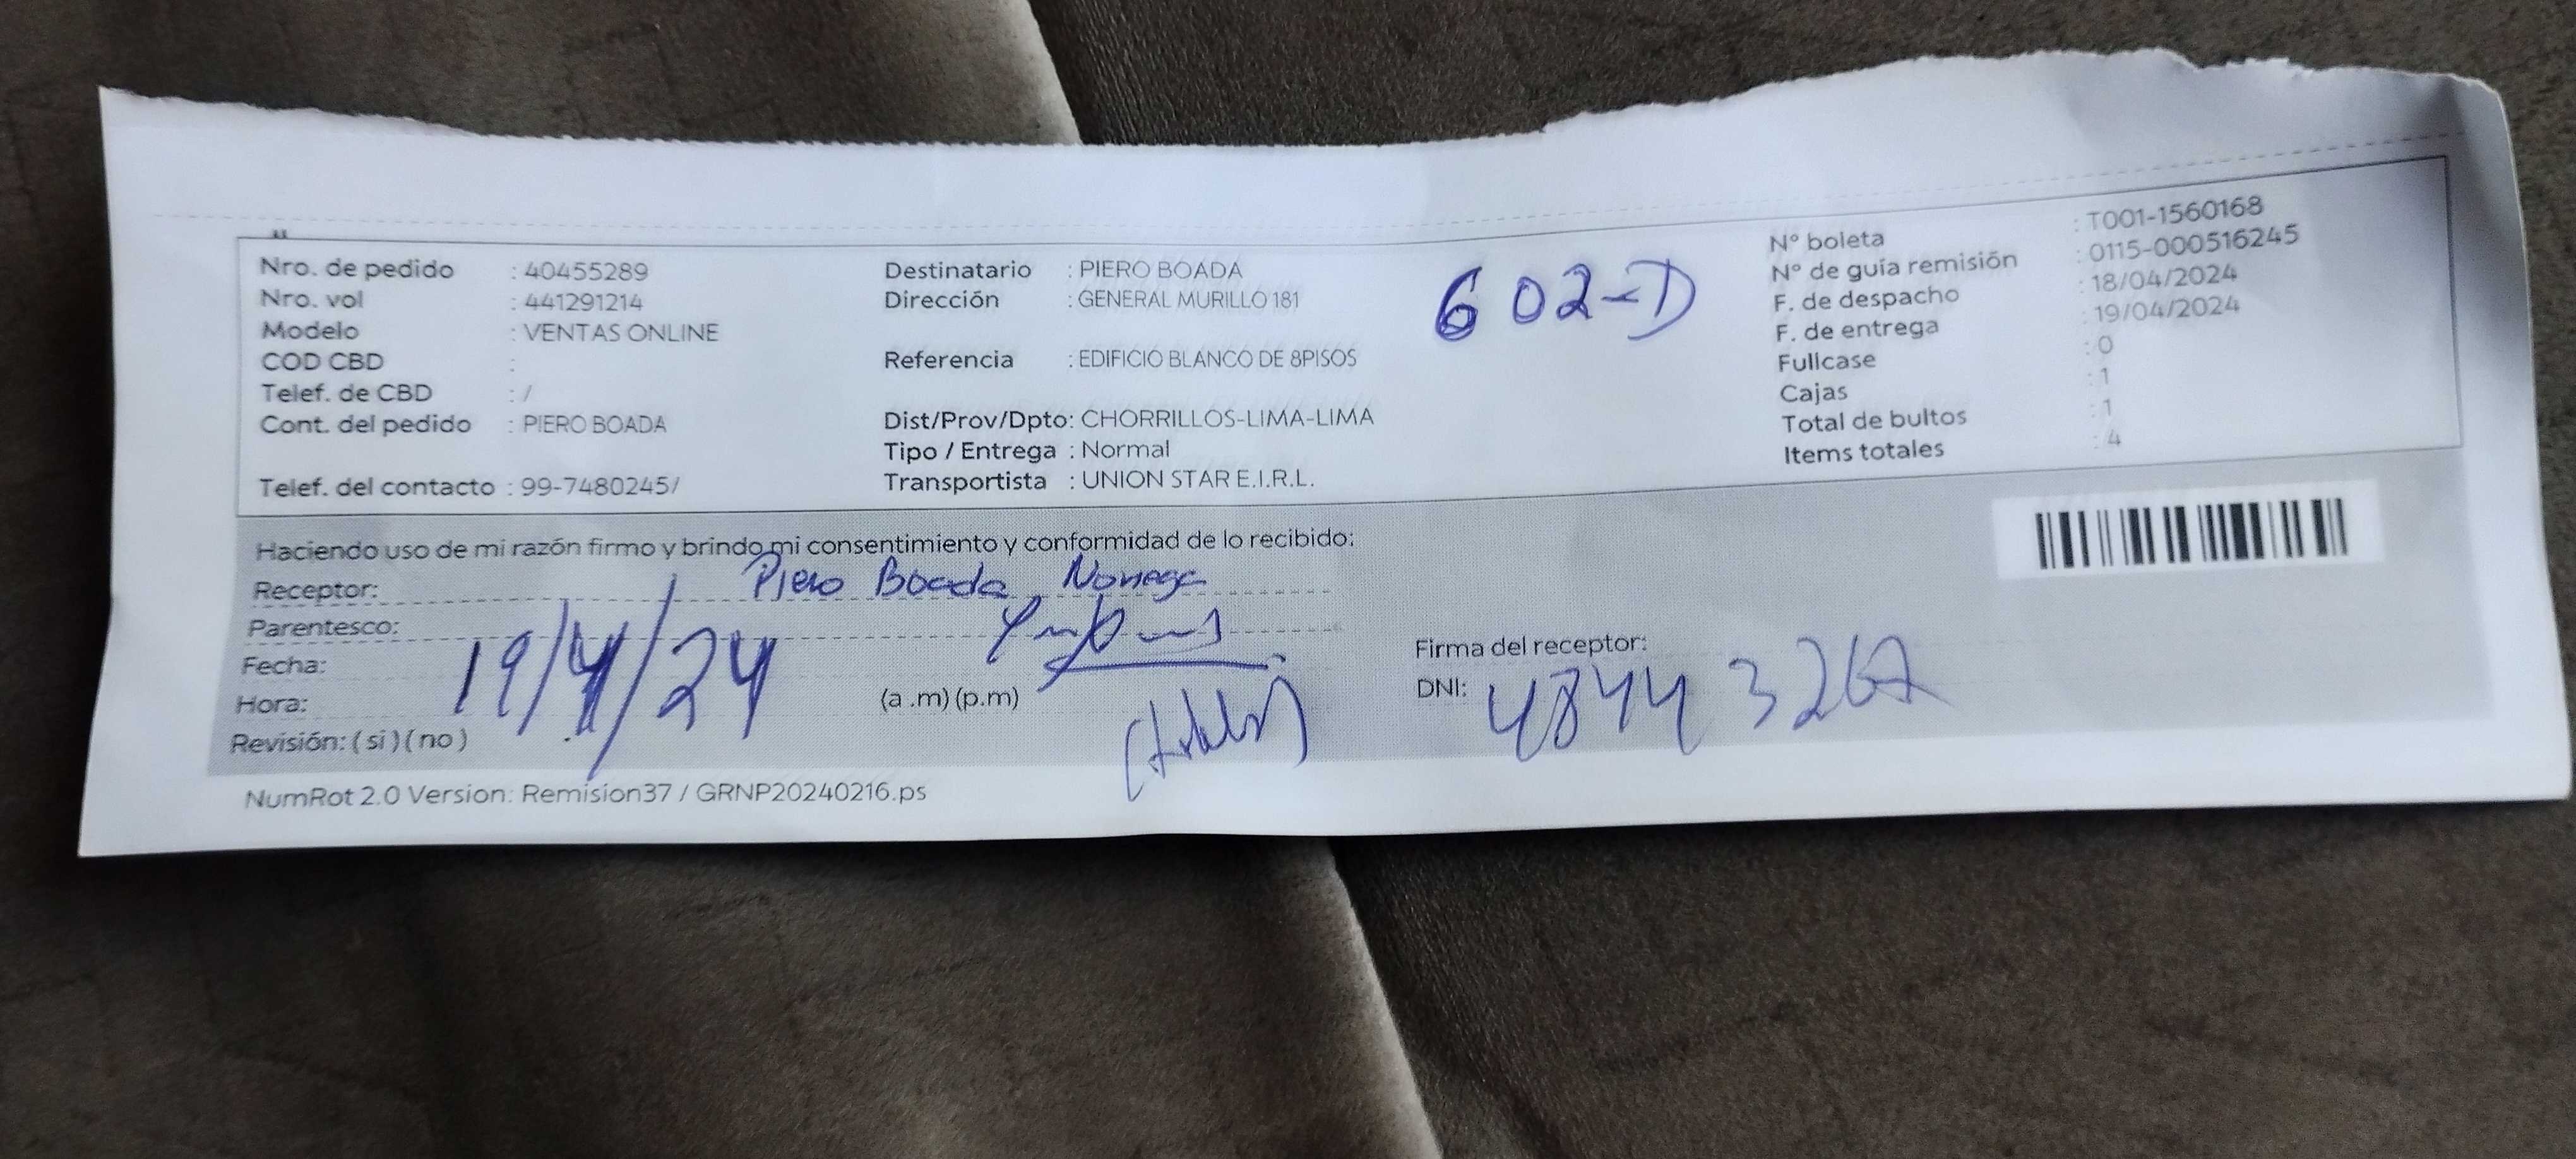 Nro. de pedido : 40455289
Nro. vol : 441291214
Modelo : VENTAS ONLINE
COD CBD :
Telef. de CBD : /
Cont. del pedido : PIERO BOADA
Telef. del contacto : 99-7480245/
Destinatario : PIERO BOADA
Dirección : GENERAL MURILLO 181
Referencia : EDIFICIO BLANCO DE 8PISOS
Dist/Prov/Dpto: CHORRILLOS-LIMA-LIMA
Tipo / Entrega : Normal
Transportista : UNION STAR E.I.R.L.
602-D
N° boleta : T001-1560168
N° de guía remisión : 0115-000516245
F. de despacho : 18/04/2024
F. de entrega : 19/04/2024
Fullcase : 0
Cajas : 1
Total de bultos : 1
Items totales : 4
Haciendo uso de mi razón firmo y brindo mi consentimiento y conformidad de lo recibido:
Receptor: Piero Boada Noriega
Parentesco:
Fecha: 19/4/24
Hora: (a .m) (p.m)
Revisión: ( si ) ( no )
Firma del receptor:
DNI:
NumRot 2.0 Version: Remision37 / GRNP20240216.ps